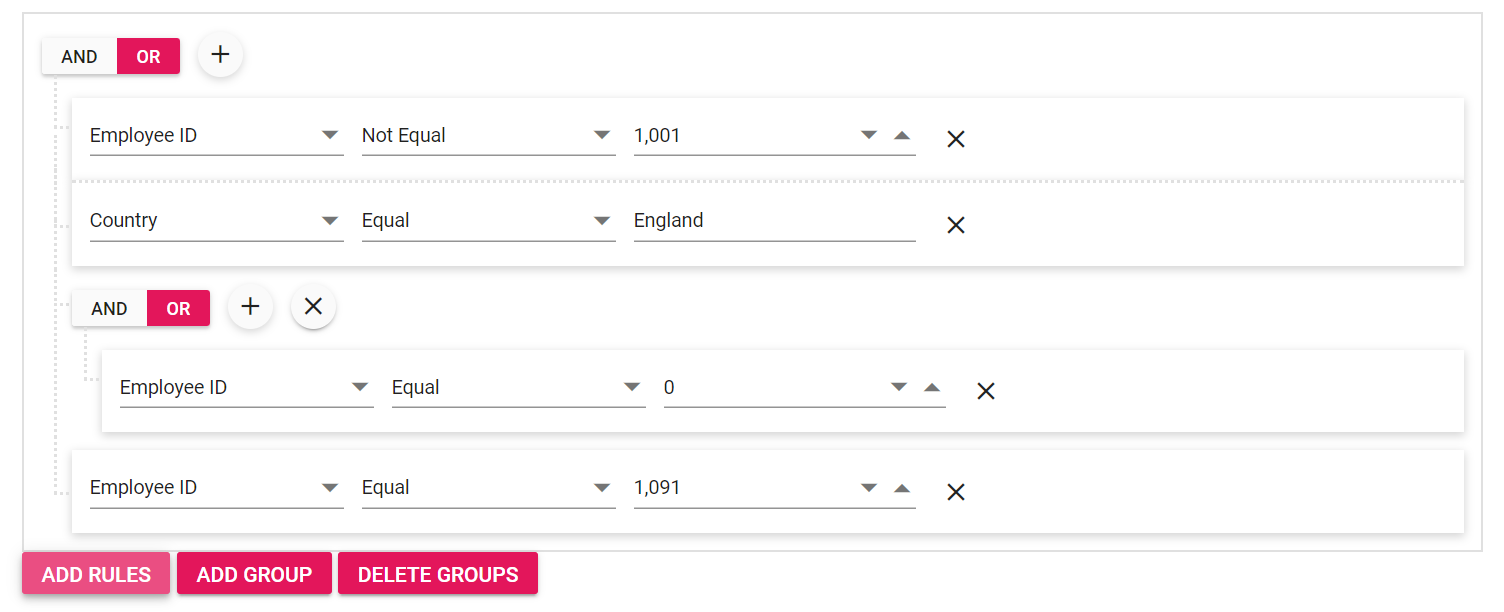 AND OR
Employee ID Not Equal 1,001
Country Equal England
AND OR
Employee ID Equal 0
Employee ID Equal 1,091
ADD RULES ADD GROUP DELETE GROUPS